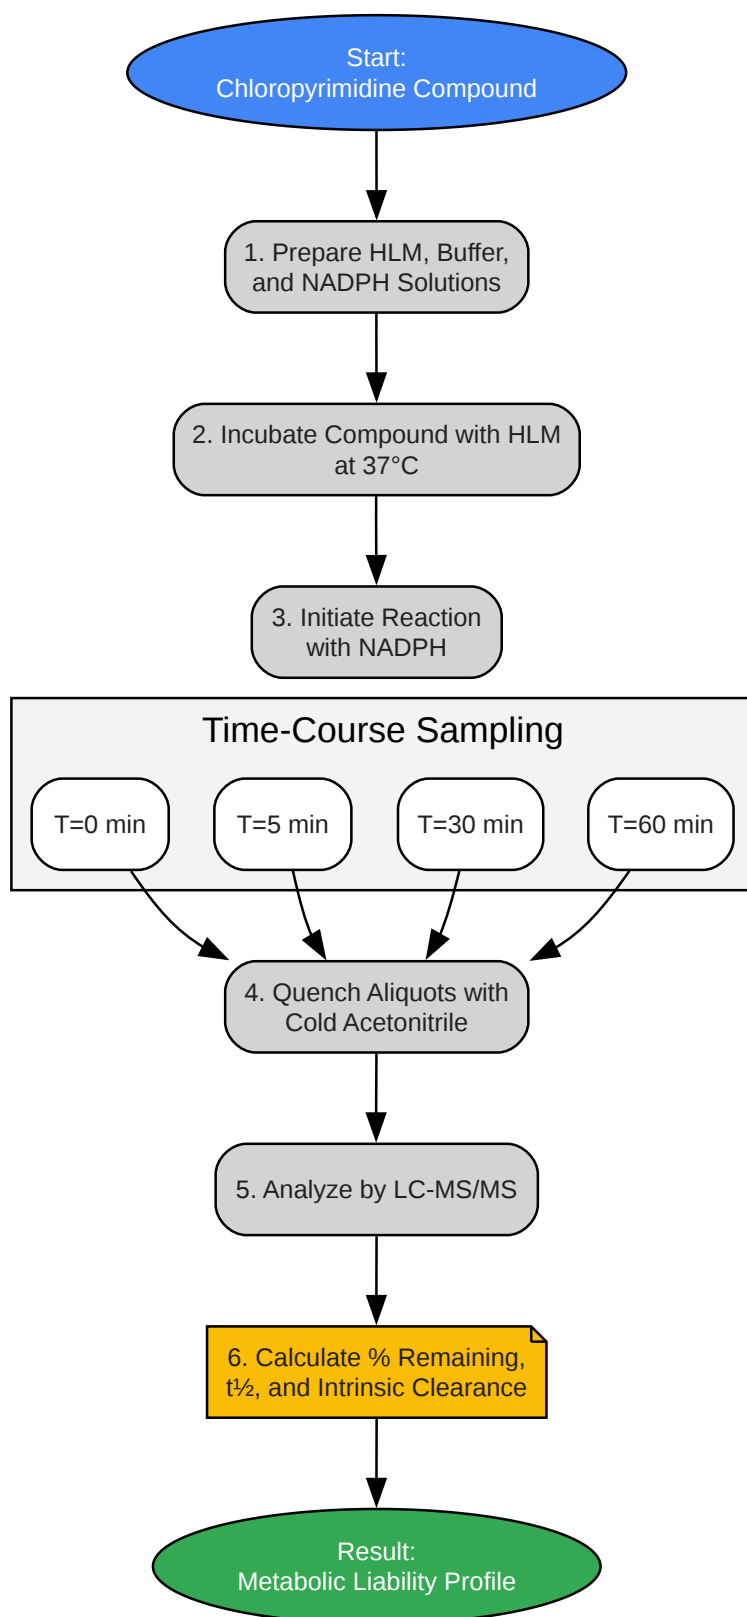 Start:
Chloropyrimidine Compound
1. Prepare HLM, Buffer,
and NADPH Solutions
2. Incubate Compound with HLM
at 37°C
3. Initiate Reaction
with NADPH
Time-Course Sampling
T=0 min
T=5 min
T=30 min
T=60 min
4. Quench Aliquots with
Cold Acetonitrile
5. Analyze by LC-MS/MS
6. Calculate % Remaining,
t½, and Intrinsic Clearance
Result:
Metabolic Liability Profile